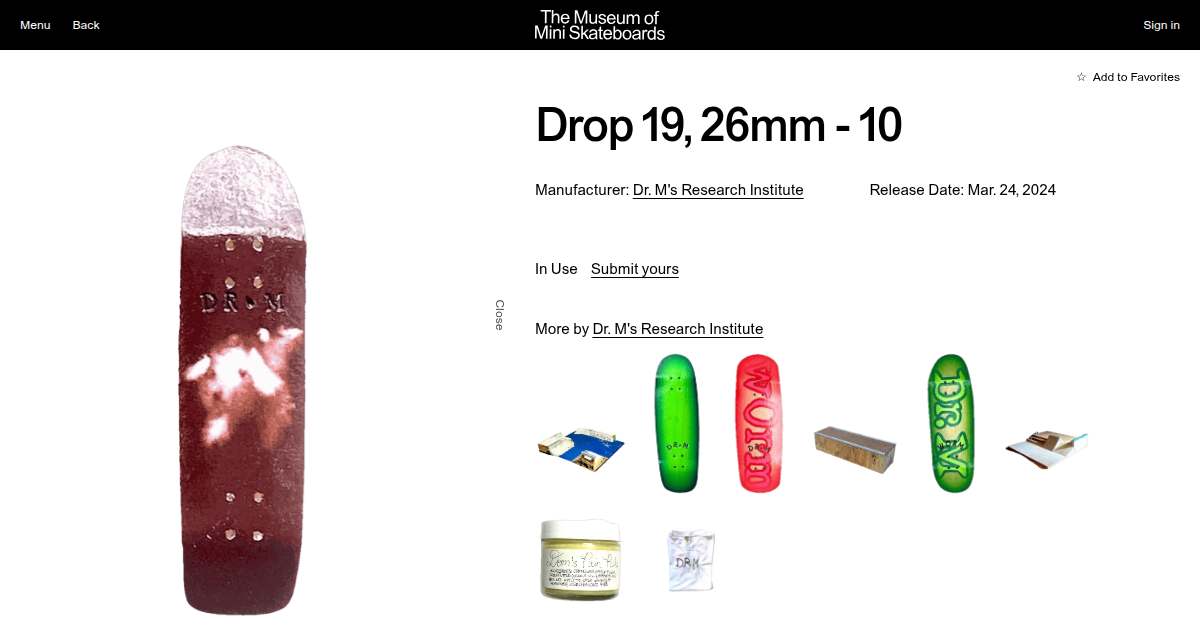 Menu
Back
The Museum of
Mini Skateboards
Sign in
☆ Add to Favorites
Drop 19, 26mm - 10
Manufacturer: Dr. M's Research Institute
Release Date: Mar. 24, 2024
In Use
Submit yours
Close
More by Dr. M's Research Institute
DR M
DR M
DRM